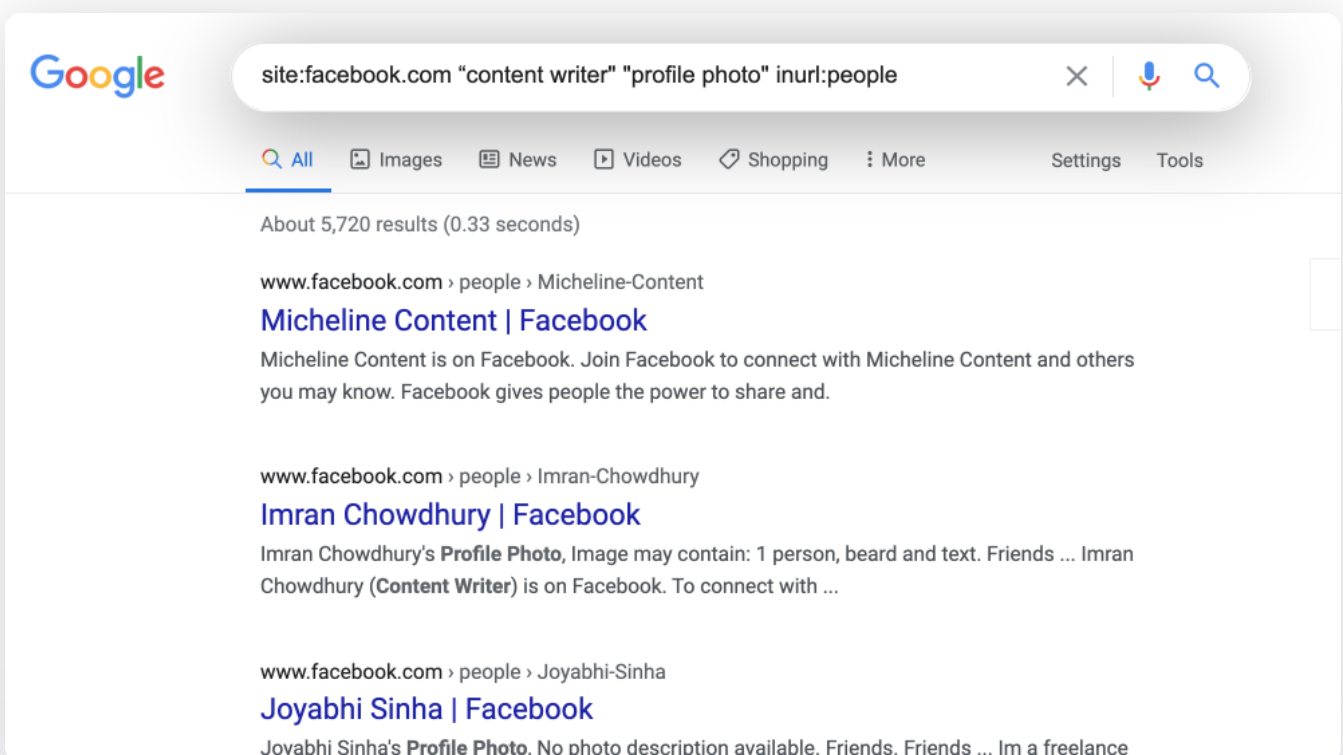 Google
site:facebook.com “content writer" "profile photo" inurl:people
All Images News Videos Shopping More Settings Tools
About 5,720 results (0.33 seconds)
www.facebook.com › people › Micheline-Content
Micheline Content | Facebook
Micheline Content is on Facebook. Join Facebook to connect with Micheline Content and others
you may know. Facebook gives people the power to share and.
www.facebook.com › people › Imran-Chowdhury
Imran Chowdhury | Facebook
Imran Chowdhury's Profile Photo, Image may contain: 1 person, beard and text. Friends ... Imran
Chowdhury (Content Writer) is on Facebook. To connect with ...
www.facebook.com › people › Joyabhi-Sinha
Joyabhi Sinha | Facebook
Joyabhi Sinha's Profile Photo, No photo description available. Friends. Friends ... Im a freelance